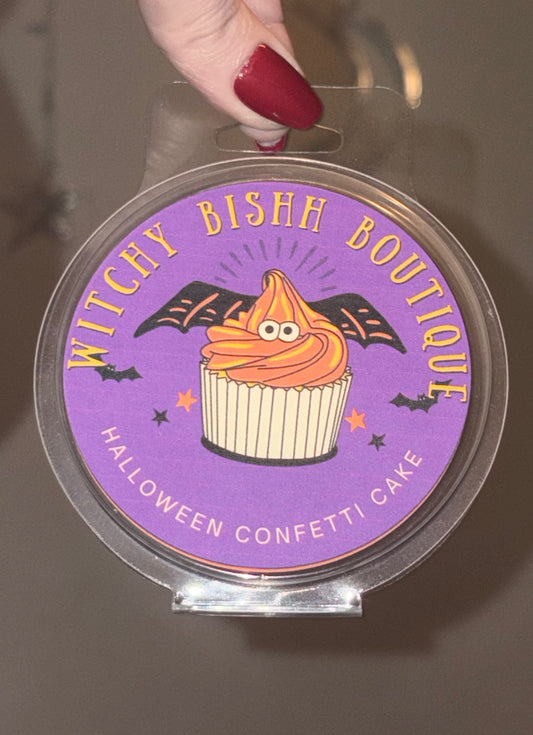 WITCHY BISHH BOUTIQUE
HALLOWEEN CONFETTI CAKE